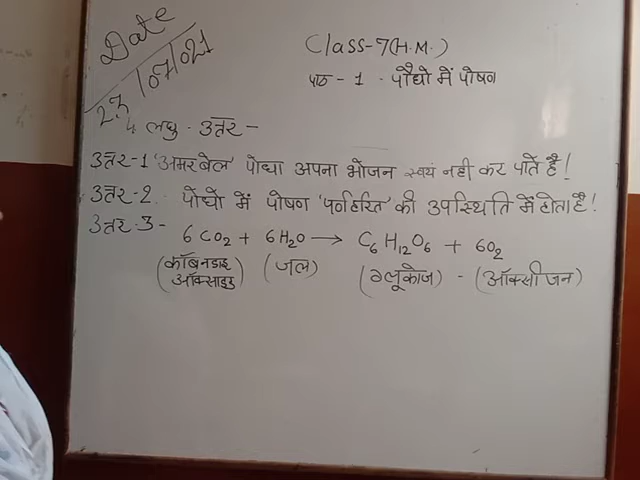 Date
23/07/21
Class-7(H.M.)
पाठ - 1 . पौधो में पोषण
लघु - उत्तर -
उत्तर-1 'अमरबेल' पोधा अपना भोजन स्वयं नही कर पाते है!
उत्तर-2. पोधो में पोषण 'पर्णहरित' की उपस्थिति में होता है!
उत्तर-3 - 6CO₂ + 6H₂O → C₆H₁₂O₆ + 6O₂
(कार्बनडाइ ऑक्साइड) (जल) (ग्लूकोज) - (ऑक्सीजन)